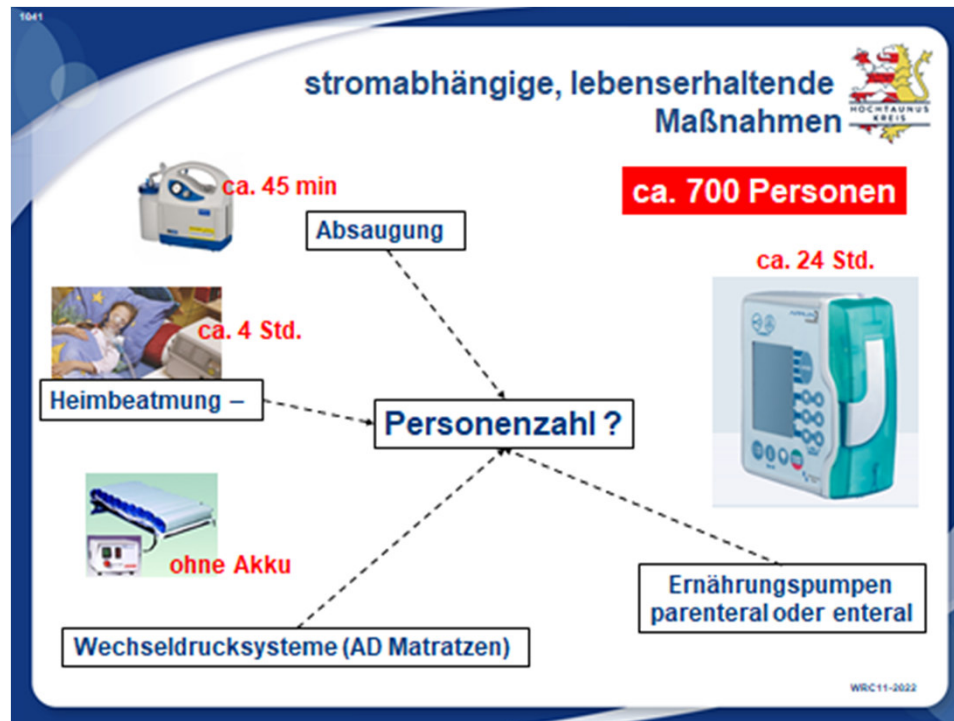 1041
stromabhängige, lebenserhaltende
Maßnahmen
HOCHTAUNUS
KREIS
ca. 45 min
ca. 700 Personen
Absaugung
ca. 24 Std.
ca. 4 Std.
Heimbeatmung –
Personenzahl ?
ohne Akku
Ernährungspumpen
parenteral oder enteral
Wechseldrucksysteme (AD Matratzen)
WRC11-2022